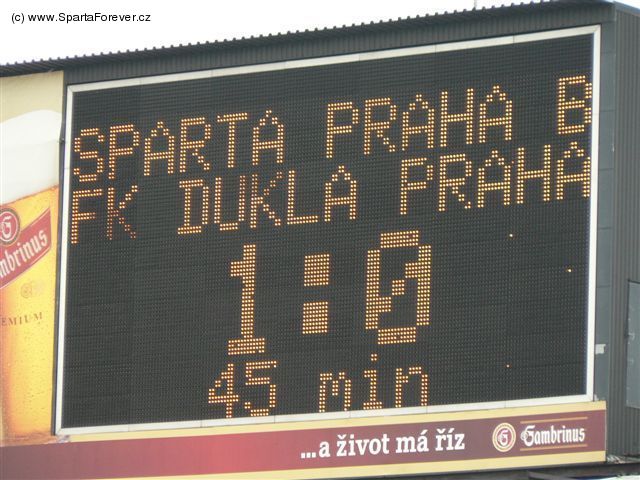 (c) www.SpartaForever.cz
SPARTA PRAHA B
FK DUKLA PRAHA
1:0
45 min
Gambrinus
PREMIUM
...a život má říz
G Gambrinus